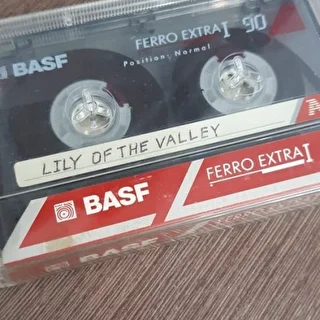 BASF FERRO EXTRA I 90
Position: Normal
A
LILY OF THE VALLEY
BASF FERRO EXTRA I
BASF